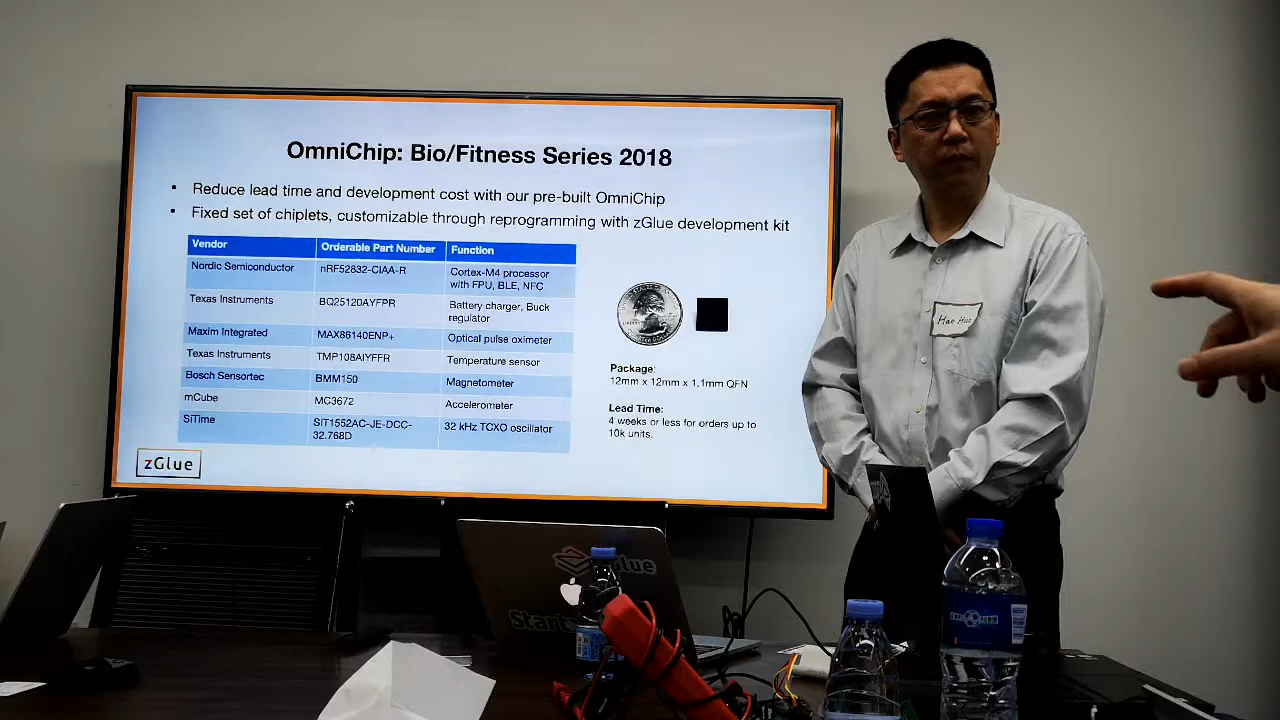 OmniChip: Bio/Fitness Series 2018
• Reduce lead time and development cost with our pre-built OmniChip
• Fixed set of chiplets, customizable through reprogramming with zGlue development kit
Vendor Orderable Part Number Function
Nordic Semiconductor nRF52832-CIAA-R Cortex-M4 processor
with FPU, BLE, NFC
Texas Instruments BQ25120AYFPR Battery charger, Buck
regulator
Maxim Integrated MAX86140ENP+ Optical pulse oximeter
Texas Instruments TMP108AIYFFR Temperature sensor
Bosch Sensortec BMM150 Magnetometer
mCube MC3672 Accelerometer
SiTime SiT1552AC-JE-DCC- 32 kHz TCXO oscillator
32.768D
Package:
12mm x 12mm x 1.1mm QFN
Lead Time:
4 weeks or less for orders up to
10k units.
zGlue
LIBERTY
Glue
Start